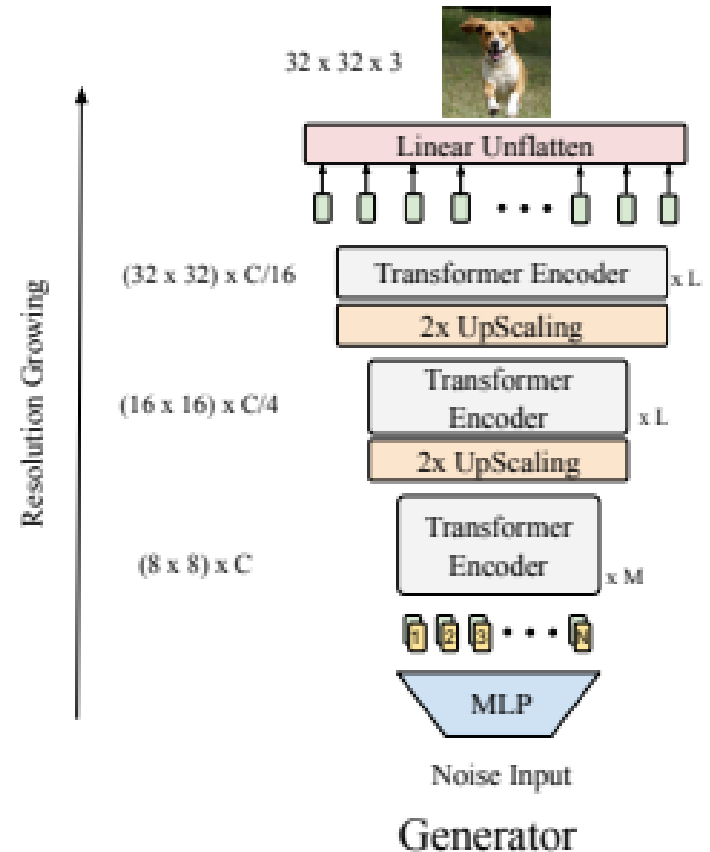 32 x 32 x 3
Linear Unflatten
(32 x 32) x C/16
Transformer Encoder
x L
2x UpScaling
(16 x 16) x C/4
Transformer
Encoder
x L
2x UpScaling
(8 x 8) x C
Transformer
Encoder
x M
1 2 3 N
MLP
Noise Input
Generator
Resolution Growing